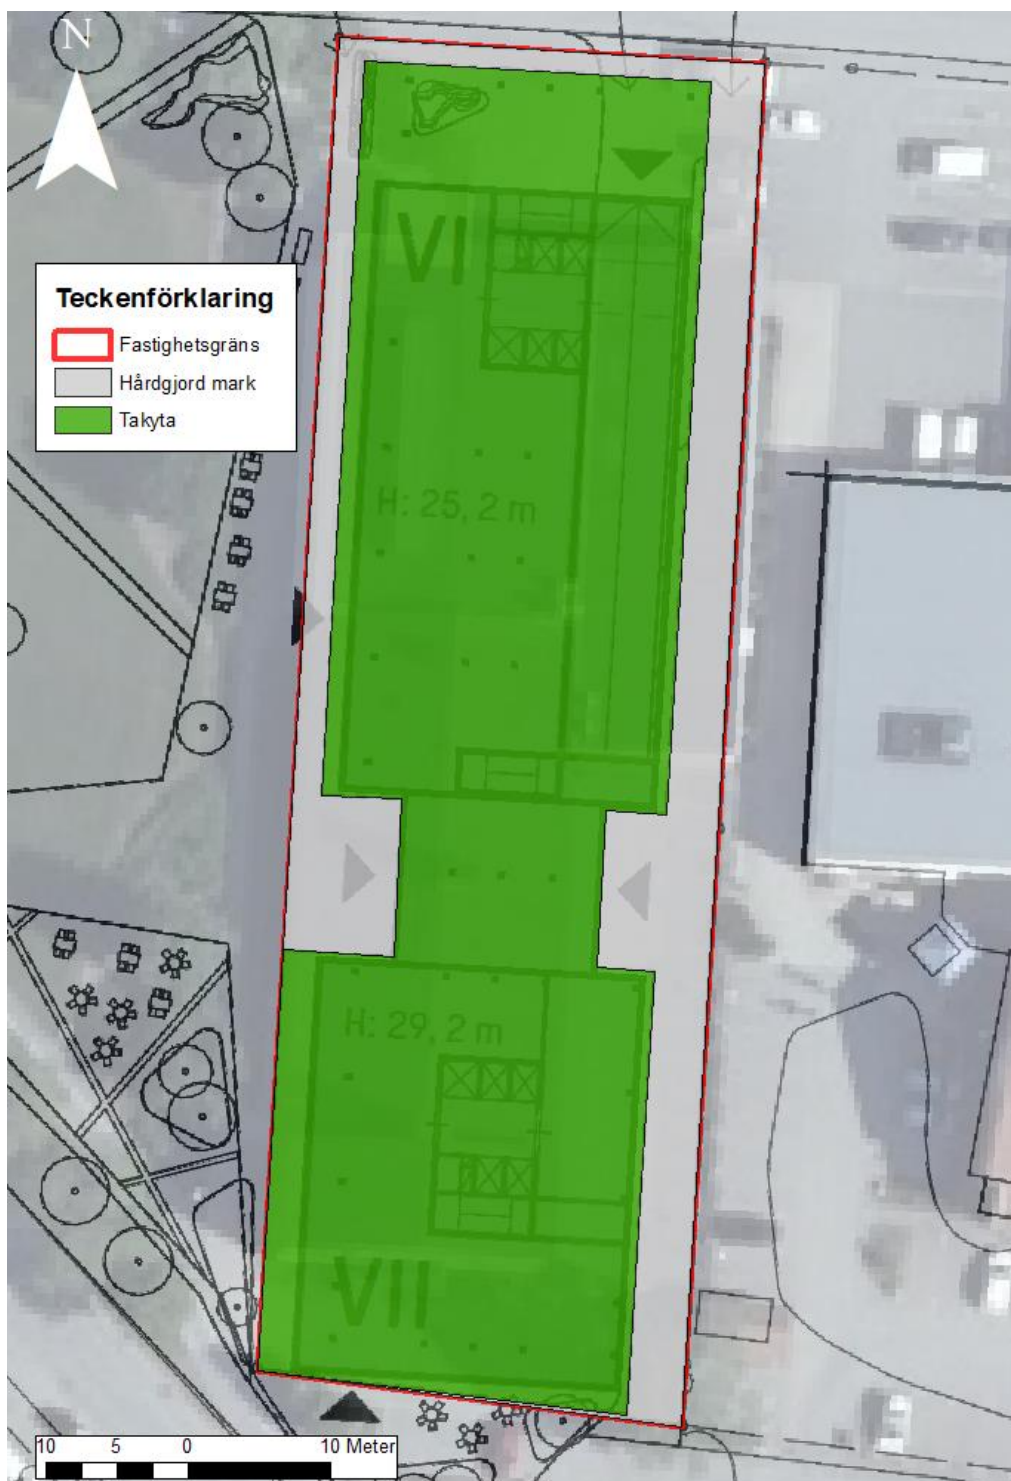 N
VI
Teckenförklaring
Fastighetsgräns
Hårdgjord mark
Takyta
H: 25,2 m
H: 29,2 m
VII
10 5 0 10 Meter